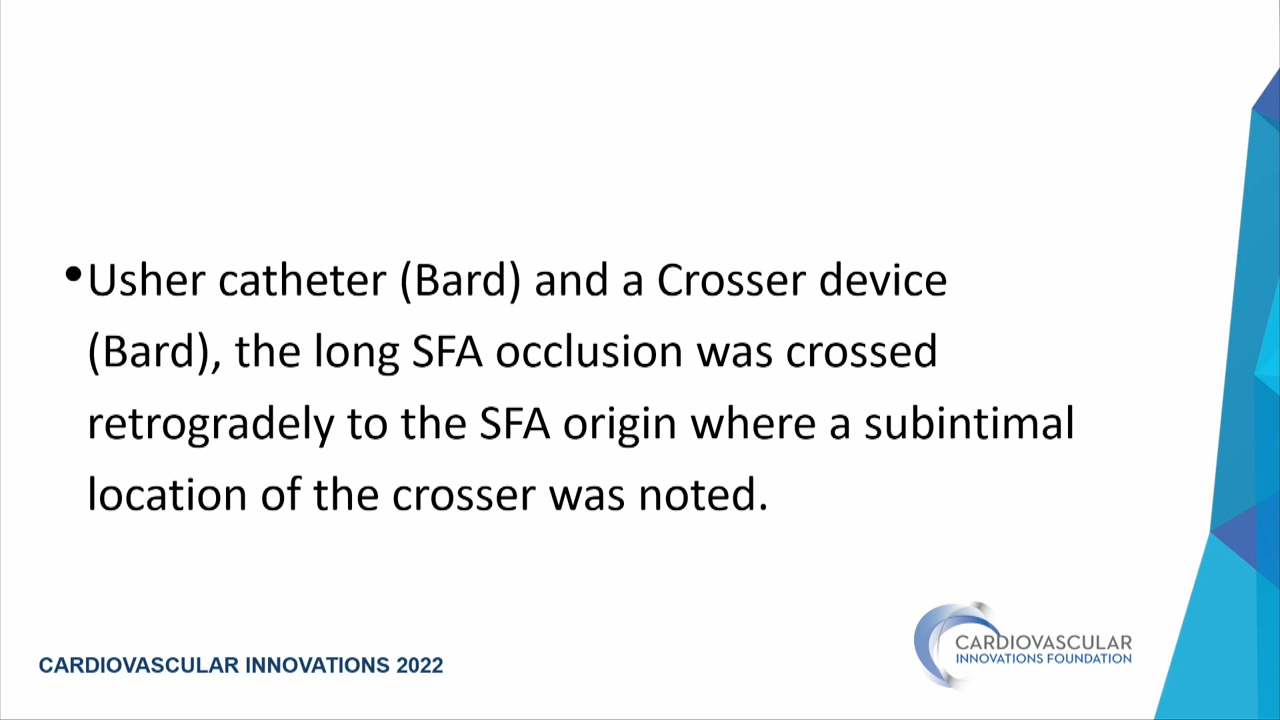 •Usher catheter (Bard) and a Crosser device
(Bard), the long SFA occlusion was crossed
retrogradely to the SFA origin where a subintimal
location of the crosser was noted.
CARDIOVASCULAR
INNOVATIONS FOUNDATION
CARDIOVASCULAR INNOVATIONS 2022